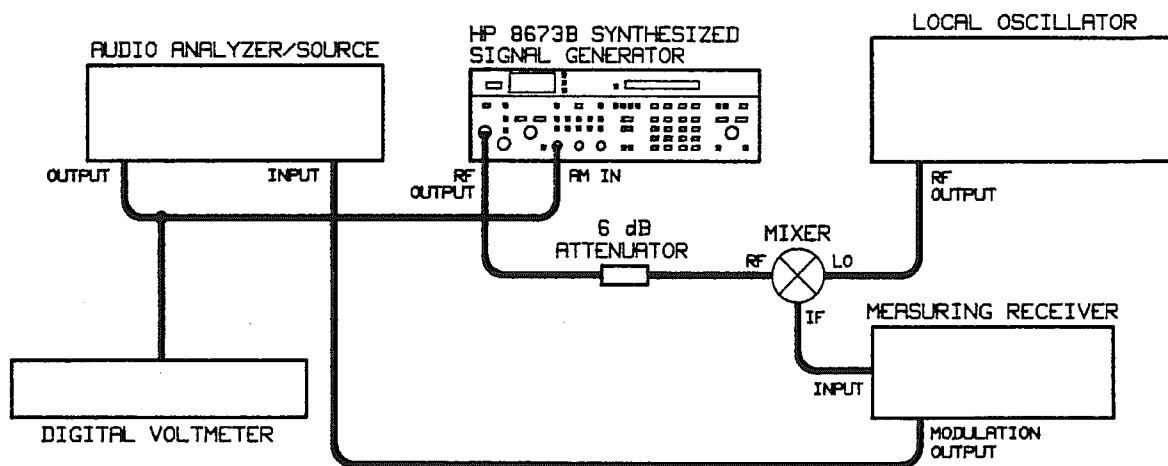 AUDIO ANALYZER/SOURCE
HP 8673B SYNTHESIZED
SIGNAL GENERATOR
LOCAL OSCILLATOR
OUTPUT
INPUT
RF
OUTPUT
AM IN
RF
OUTPUT
6 dB
ATTENUATOR
MIXER
RF
LO
IF
MEASURING RECEIVER
INPUT
DIGITAL VOLTMETER
MODULATION
OUTPUT